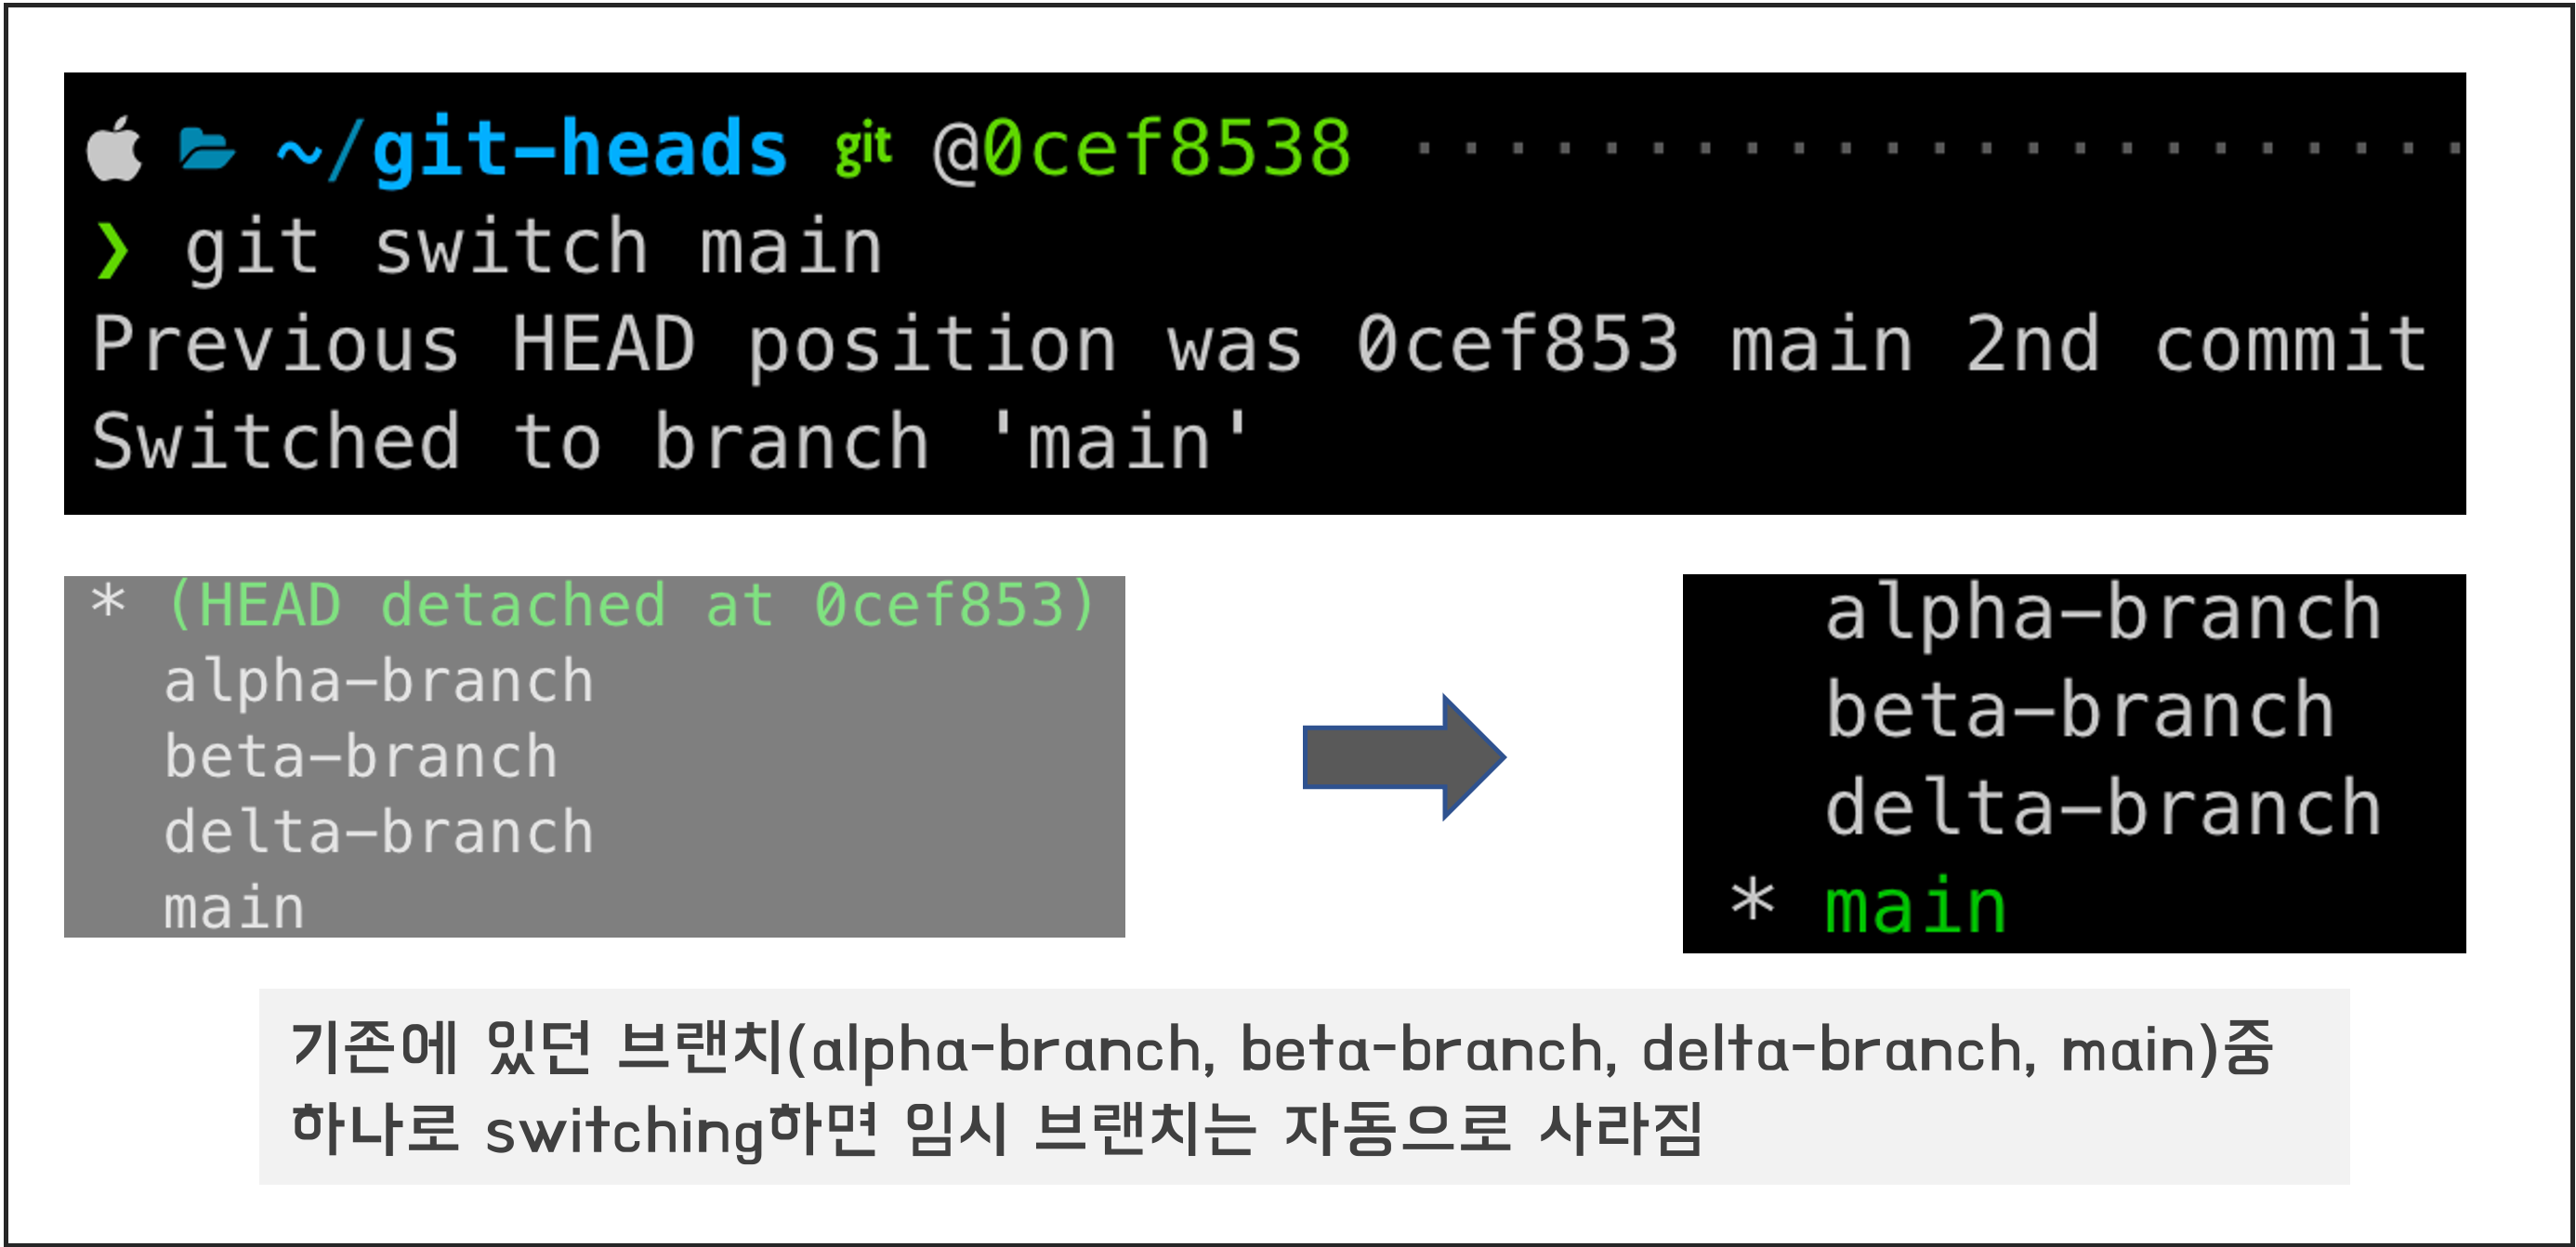 ~/git-heads git @0cef8538 ······················
❯ git switch main
Previous HEAD position was 0cef853 main 2nd commit
Switched to branch 'main'
* (HEAD detached at 0cef853)
alpha-branch
beta-branch
delta-branch
main
alpha-branch
beta-branch
delta-branch
* main
기존에 있던 브랜치(alpha-branch, beta-branch, delta-branch, main)중
하나로 switching하면 임시 브랜치는 자동으로 사라짐